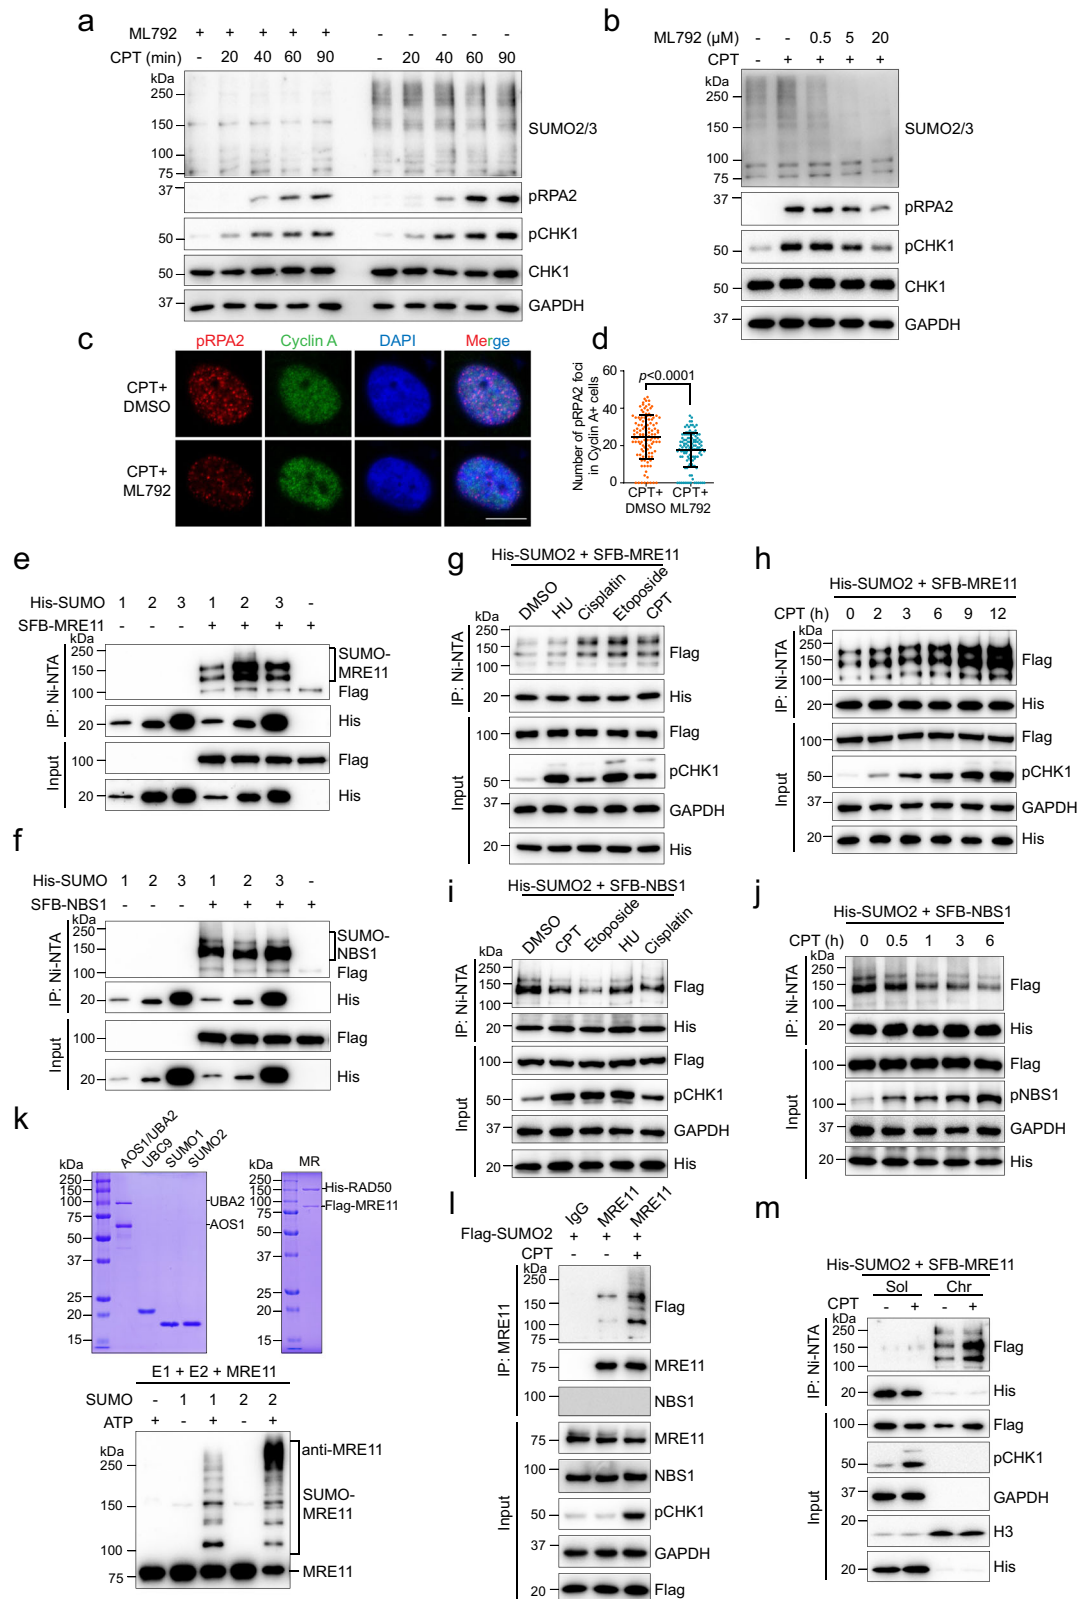 a
ML792 + + + + + - - - - -
CPT (min) - 20 40 60 90 - 20 40 60 90
kDa
250
150
100
75
SUMO2/3
37
pRPA2
50
pCHK1
50
CHK1
37
GAPDH
b
ML792 (µM) - - 0.5 5 20
CPT - + + + +
kDa
250
150
100
75
SUMO2/3
37
pRPA2
50
pCHK1
50
CHK1
37
GAPDH
c
pRPA2 Cyclin A DAPI Merge
CPT+
DMSO
CPT+
ML792
d
p<0.0001
Number of pRPA2 foci
in Cyclin A+ cells
60
40
20
0
CPT+ CPT+
DMSO ML792
e
His-SUMO 1 2 3 1 2 3 -
SFB-MRE11 - - - + + + +
kDa
IP: Ni-NTA
250
150
100
SUMO-
MRE11
Flag
20
His
Input
100
Flag
20
His
f
His-SUMO 1 2 3 1 2 3 -
SFB-NBS1 - - - + + + +
kDa
IP: Ni-NTA
250
150
100
SUMO-
NBS1
Flag
20
His
Input
100
Flag
20
His
g
His-SUMO2 + SFB-MRE11
DMSO HU Cisplatin Etoposide CPT
kDa
IP: Ni-NTA
250
150
100
Flag
20
His
Input
100
Flag
50
pCHK1
37
GAPDH
20
His
h
His-SUMO2 + SFB-MRE11
CPT (h) 0 2 3 6 9 12
kDa
IP: Ni-NTA
250
150
100
Flag
20
His
Input
100
Flag
50
pCHK1
37
GAPDH
20
His
i
His-SUMO2 + SFB-NBS1
DMSO CPT Etoposide HU Cisplatin
kDa
IP: Ni-NTA
250
150
100
Flag
20
His
Input
100
Flag
50
pCHK1
37
GAPDH
20
His
j
His-SUMO2 + SFB-NBS1
CPT (h) 0 0.5 1 3 6
kDa
IP: Ni-NTA
250
150
100
Flag
20
His
Input
100
Flag
100
pNBS1
37
GAPDH
20
His
k
AOS1/UBA2 UBC9 SUMO1 SUMO2
kDa
250
150
100
75
50
37
25
20
15
UBA2
AOS1
MR
kDa
250
150
100
75
50
37
25
20
15
His-RAD50
Flag-MRE11
E1 + E2 + MRE11
SUMO - 1 1 2 2
ATP + - + - +
kDa
250
150
100
75
anti-MRE11
SUMO-
MRE11
MRE11
l
IgG MRE11 MRE11
Flag-SUMO2 + + +
CPT - - +
kDa
IP: MRE11
250
150
100
75
Flag
75
MRE11
100
NBS1
Input
75
MRE11
100
NBS1
50
pCHK1
37
GAPDH
20
Flag
m
His-SUMO2 + SFB-MRE11
Sol Chr
CPT - + - +
kDa
IP: Ni-NTA
250
150
100
Flag
20
His
Input
100
Flag
50
pCHK1
37
GAPDH
20
H3
20
His